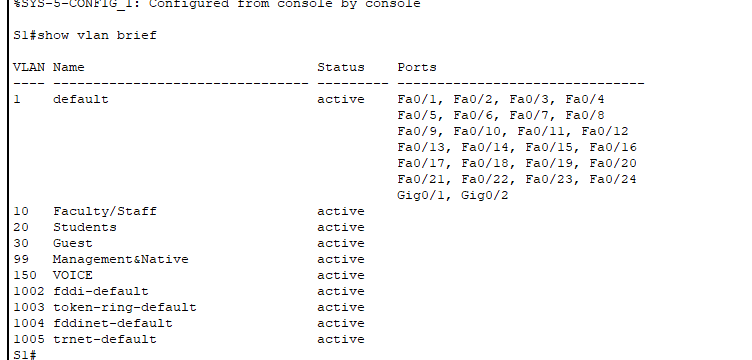 %SYS-5-CONFIG_I: Configured from console by console
S1#show vlan brief
VLAN Name Status Ports
---- -------------------------------- --------- -------------------------------
1 default active Fa0/1, Fa0/2, Fa0/3, Fa0/4
Fa0/5, Fa0/6, Fa0/7, Fa0/8
Fa0/9, Fa0/10, Fa0/11, Fa0/12
Fa0/13, Fa0/14, Fa0/15, Fa0/16
Fa0/17, Fa0/18, Fa0/19, Fa0/20
Fa0/21, Fa0/22, Fa0/23, Fa0/24
Gig0/1, Gig0/2
10 Faculty/Staff active
20 Students active
30 Guest active
99 Management&Native active
150 VOICE active
1002 fddi-default active
1003 token-ring-default active
1004 fddinet-default active
1005 trnet-default active
S1#